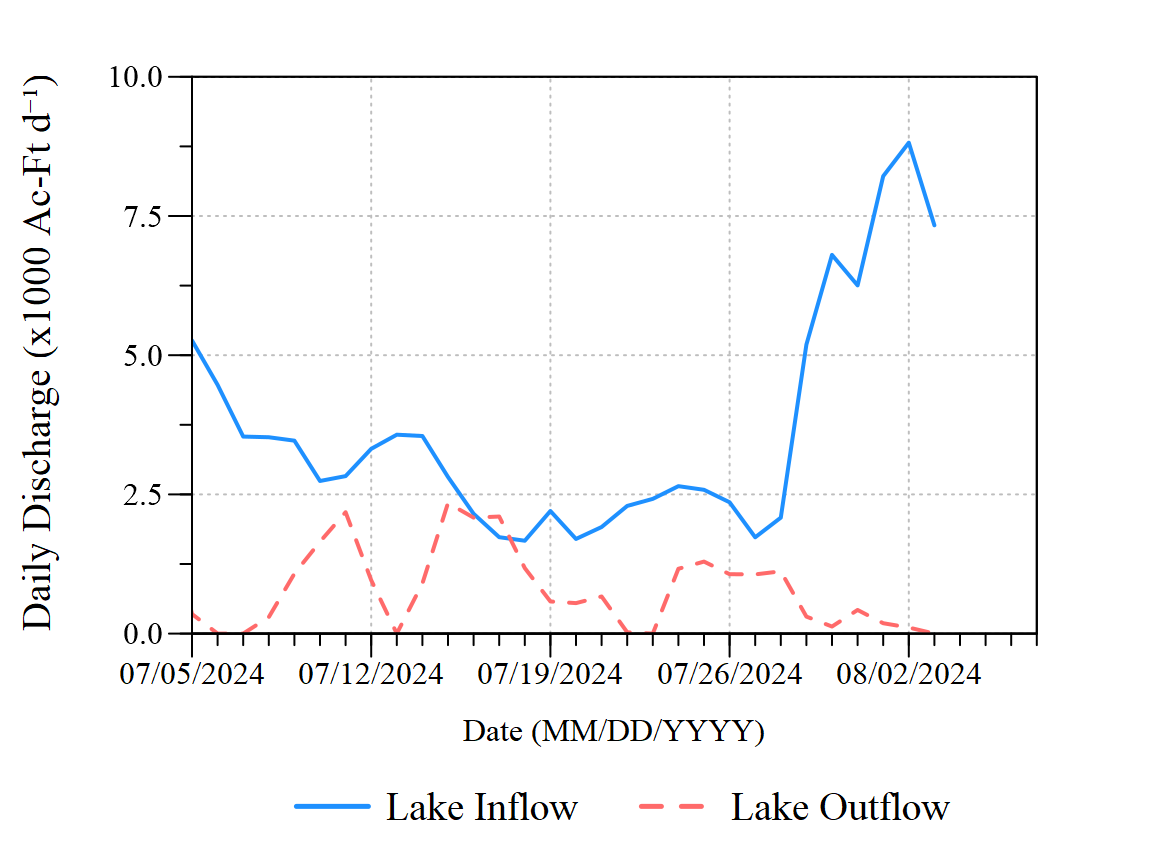 Daily Discharge (x1000 Ac-Ft d⁻¹)
10.0
7.5
5.0
2.5
0.0
07/05/2024 07/12/2024 07/19/2024 07/26/2024 08/02/2024
Date (MM/DD/YYYY)
Lake Inflow Lake Outflow